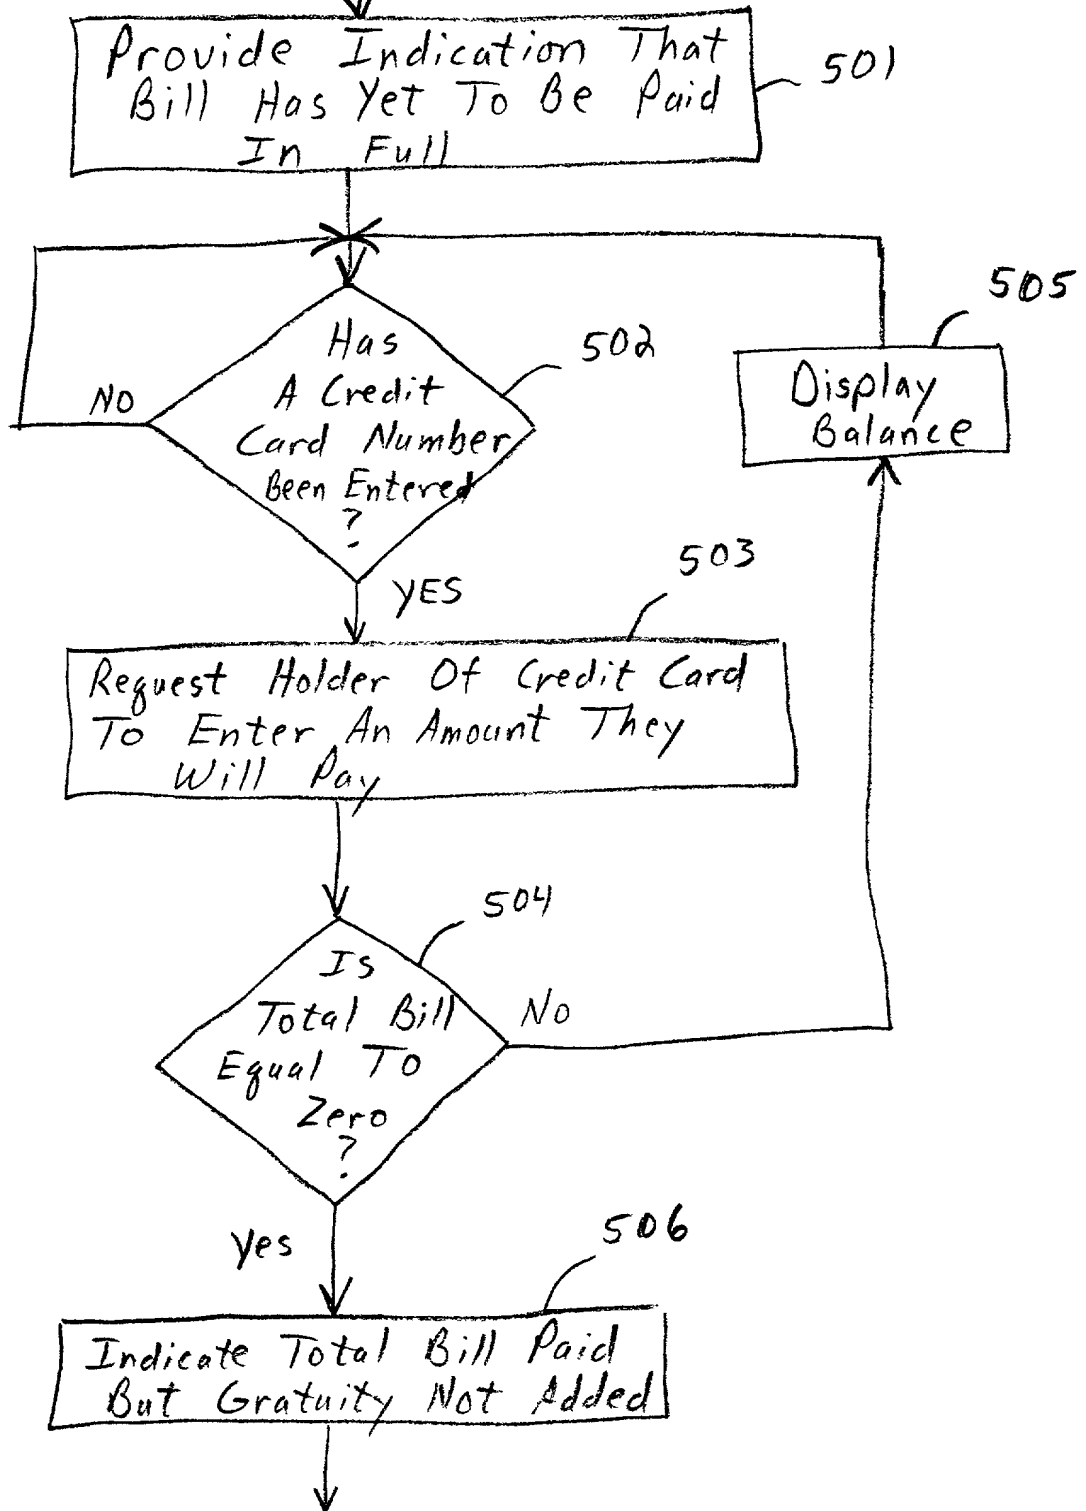 Provide Indication That
Bill Has Yet To Be Paid
In Full
501
Has
A Credit
Card Number
Been Entered
?
502
NO
YES
505
Display
Balance
503
Request Holder Of Credit Card
To Enter An Amount They
Will Pay
504
Is
Total Bill
Equal To
Zero
?
No
Yes
506
Indicate Total Bill Paid
But Gratuity Not Added